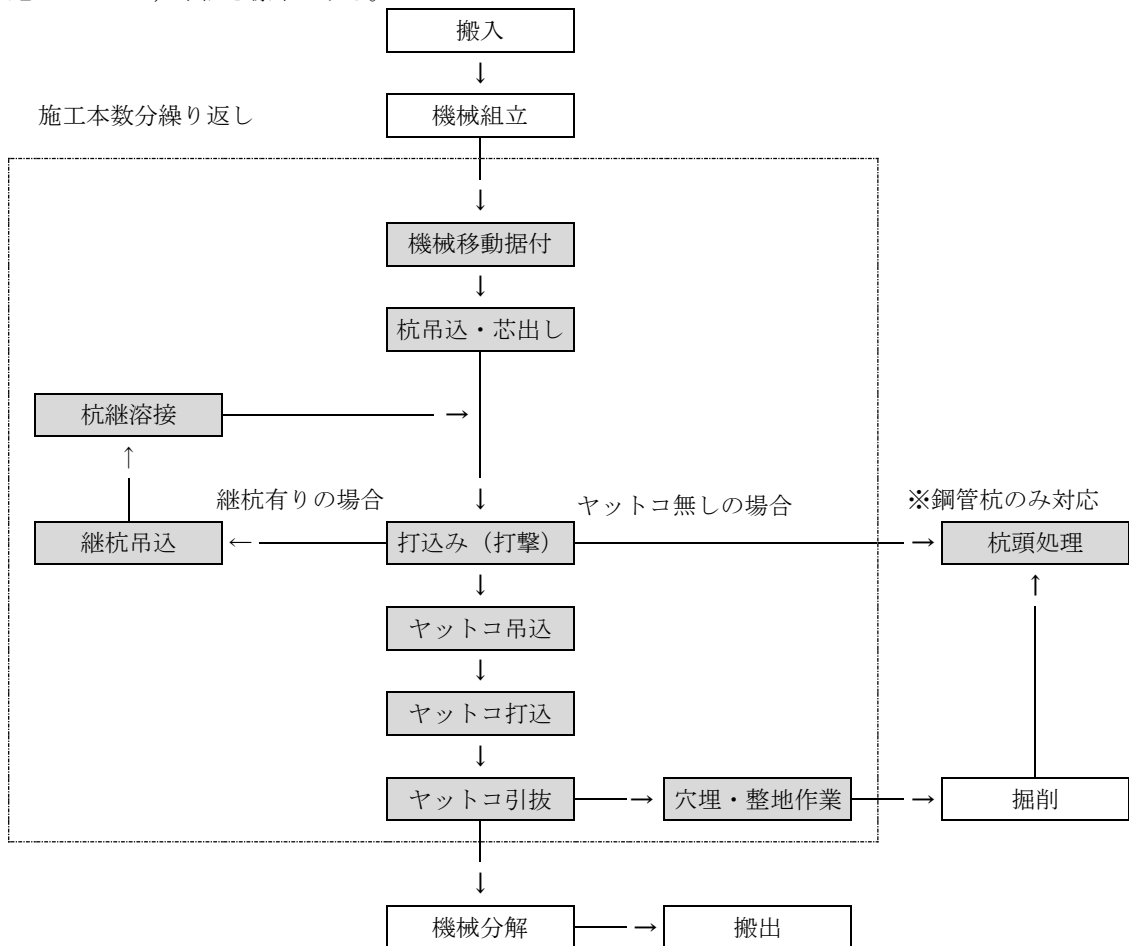 搬入
↓
施工本数分繰り返し
機械組立
↓
機械移動据付
↓
杭吊込・芯出し
杭継溶接
→
↑
↓
継杭有りの場合
ヤットコ無しの場合
※鋼管杭のみ対応
継杭吊込
←
打込み（打撃）
→
杭頭処理
↓
↑
ヤットコ吊込
↓
ヤットコ打込
↓
ヤットコ引抜
→
穴埋・整地作業
→
掘削
↓
機械分解
→
搬出